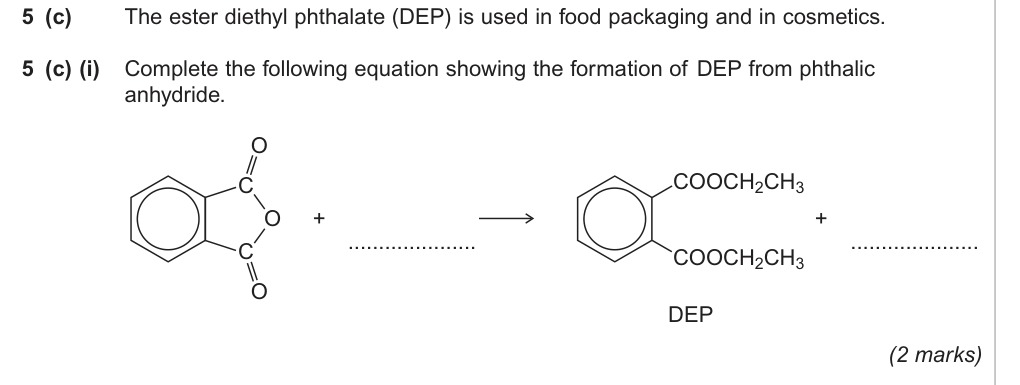 5 (c) The ester diethyl phthalate (DEP) is used in food packaging and in cosmetics.
5 (c) (i) Complete the following equation showing the formation of DEP from phthalic
anhydride.
O
C
O + ..................... ⟶ + .....................
C
O
COOCH₂CH₃
COOCH₂CH₃
DEP
(2 marks)